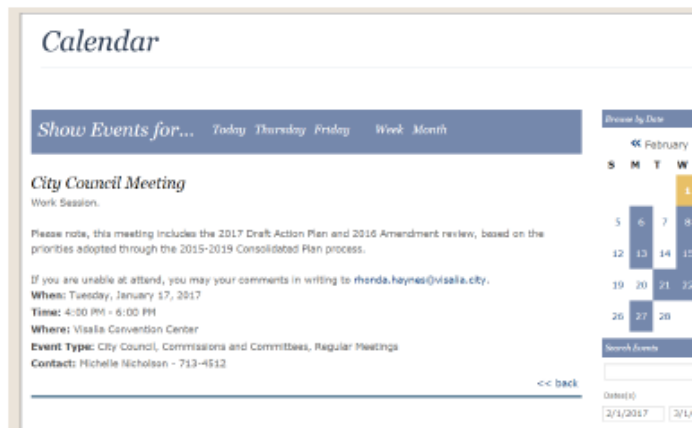 Calendar
Show Events for... Today Thursday Friday Week Month
City Council Meeting
Work Session.
Please note, this meeting includes the 2017 Draft Action Plan and 2016 Amendment review, based on the
priorities adopted through the 2015-2019 Consolidated Plan process.
If you are unable at attend, you may your comments in writing to rhonda.haynes@visalia.city.
When: Tuesday, January 17, 2017
Time: 4:00 PM - 6:00 PM
Where: Visalia Convention Center
Event Type: City Council, Commissions and Committees, Regular Meetings
Contact: Michelle Nicholson - 713-4512
<< back
Browse by Date
« February
S M T W
1
5 6 7 8
12 13 14 15
19 20 21 22
26 27 28
Search Events
Dates(s)
2/1/2017 3/1/